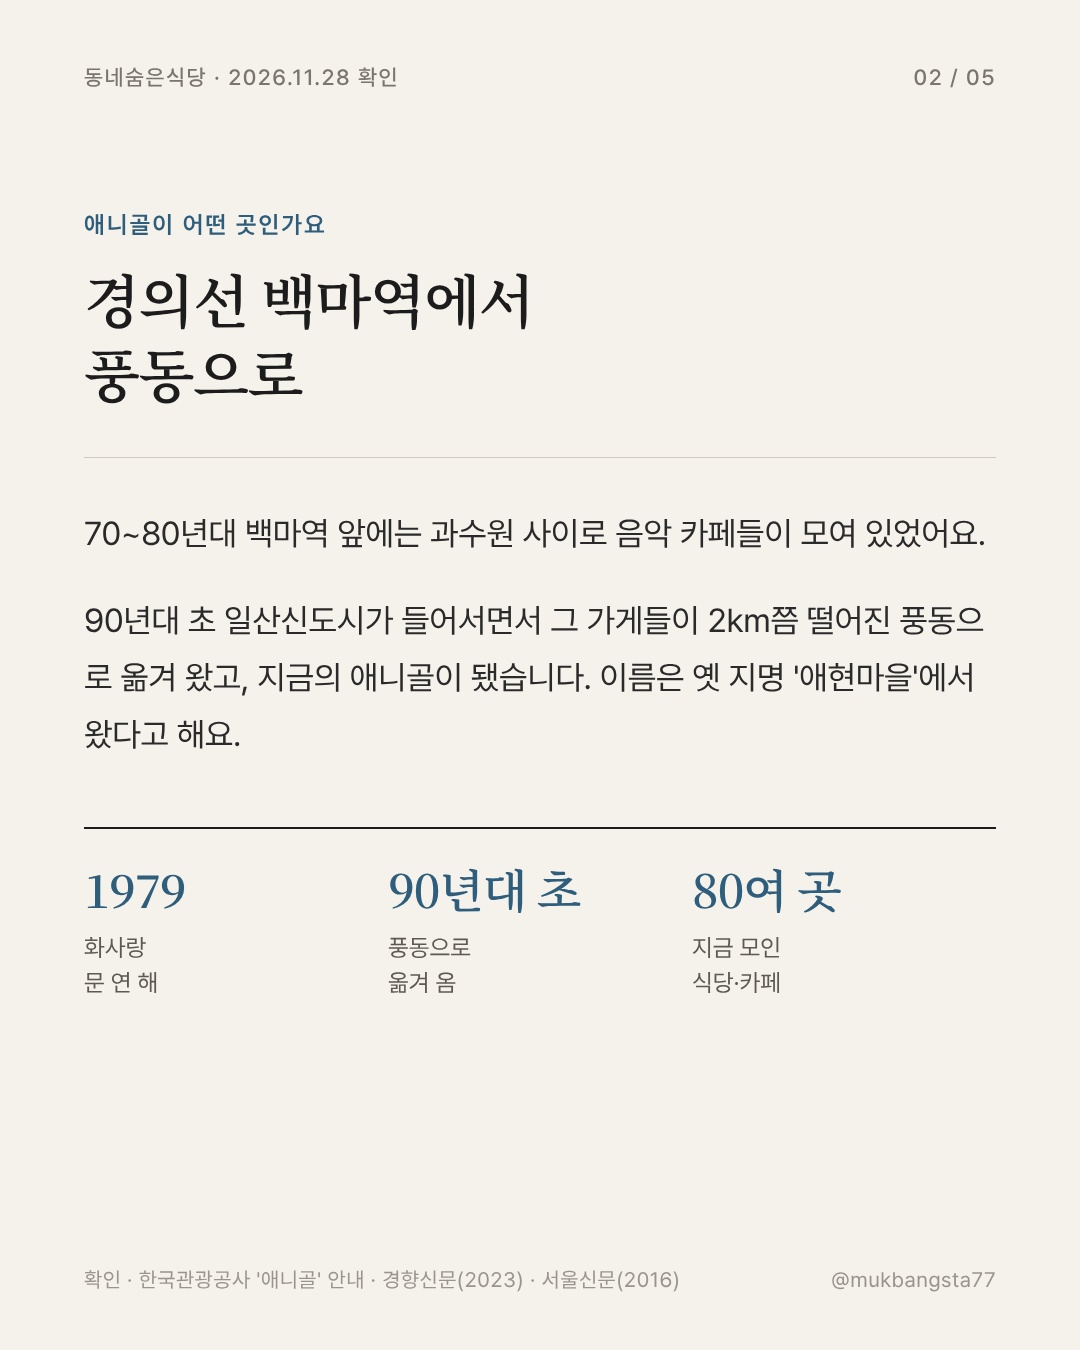 동네숨은식당 · 2026.11.28 확인
02 / 05
애니골이 어떤 곳인가요
경의선 백마역에서
풍동으로
70~80년대 백마역 앞에는 과수원 사이로 음악 카페들이 모여 있었어요.
90년대 초 일산신도시가 들어서면서 그 가게들이 2km쯤 떨어진 풍동으
로 옮겨 왔고, 지금의 애니골이 됐습니다. 이름은 옛 지명 '애현마을'에서
왔다고 해요.
1979
화사랑
문 연 해
90년대 초
풍동으로
옮겨 옴
80여 곳
지금 모인
식당·카페
확인 · 한국관광공사 '애니골' 안내 · 경향신문(2023) · 서울신문(2016)
@mukbangsta77